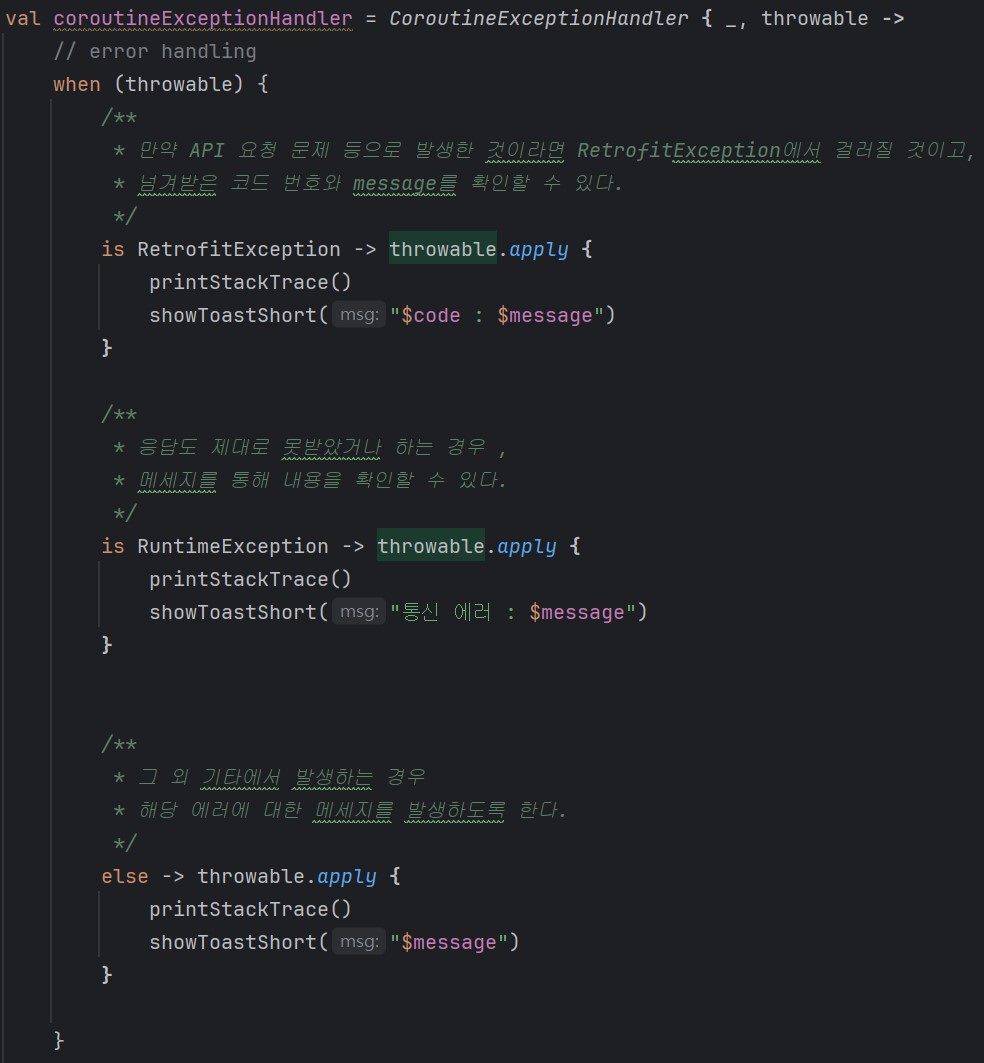 val coroutineExceptionHandler = CoroutineExceptionHandler { _, throwable ->
    // error handling
    when (throwable) {
        /**
         * 만약 API 요청 문제 등으로 발생한 것이라면 RetrofitException에서 걸러질 것이고,
         * 넘겨받은 코드 번호와 message를 확인할 수 있다.
         */
        is RetrofitException -> throwable.apply {
            printStackTrace()
            showToastShort( msg: "$code : $message")
        }
        /**
         * 응답도 제대로 못받았거나 하는 경우 ,
         * 메세지를 통해 내용을 확인할 수 있다.
         */
        is RuntimeException -> throwable.apply {
            printStackTrace()
            showToastShort( msg: "통신 에러 : $message")
        }
        /**
         * 그 외 기타에서 발생하는 경우
         * 해당 에러에 대한 메세지를 발생하도록 한다.
         */
        else -> throwable.apply {
            printStackTrace()
            showToastShort( msg: "$message")
        }
    }